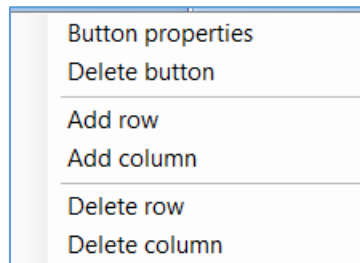 Button properties
Delete button
Add row
Add column
Delete row
Delete column